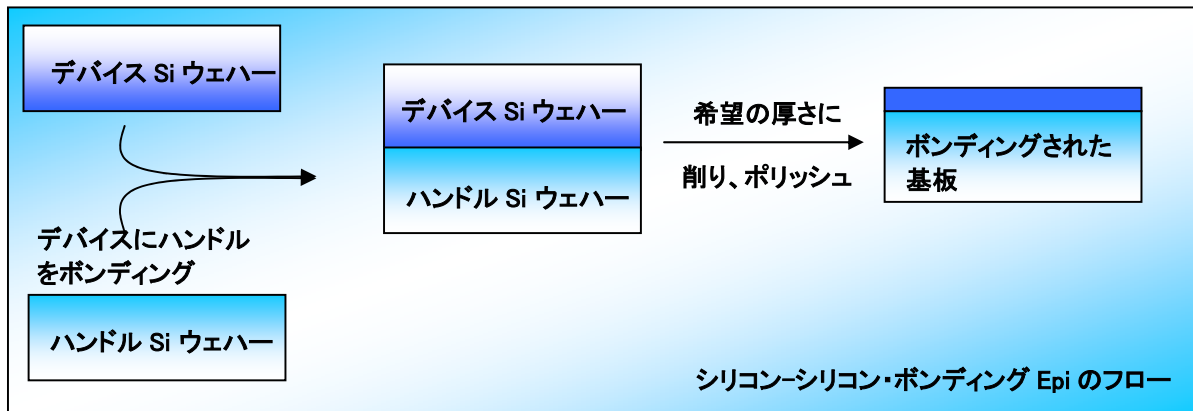 デバイス Si ウェハー
デバイスにハンドル
をボンディング
ハンドル Si ウェハー
デバイス Si ウェハー
ハンドル Si ウェハー
希望の厚さに
削り、ポリッシュ
ボンディングされた
基板
シリコン-シリコン・ボンディング Epi のフロー